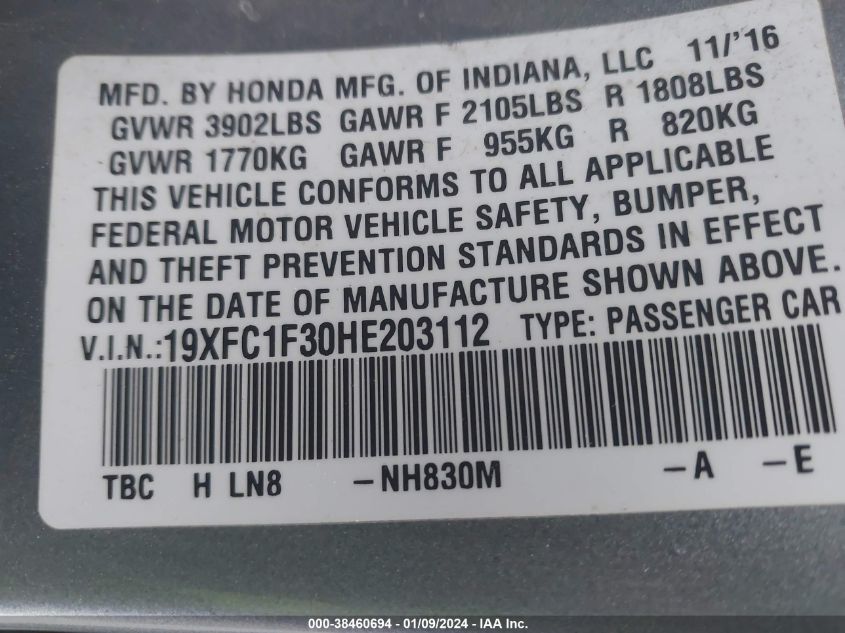 MFD. BY HONDA MFG. OF INDIANA, LLC 11/'16
GVWR 3902LBS GAWR F 2105LBS R 1808LBS
GVWR 1770KG GAWR F 955KG R 820KG
THIS VEHICLE CONFORMS TO ALL APPLICABLE
FEDERAL MOTOR VEHICLE SAFETY, BUMPER,
AND THEFT PREVENTION STANDARDS IN EFFECT
ON THE DATE OF MANUFACTURE SHOWN ABOVE.
V.I.N.:19XFC1F30HE203112 TYPE: PASSENGER CAR
TBC H LN8 -NH830M -A -E
000-38460694 - 01/09/2024 - IAA Inc.